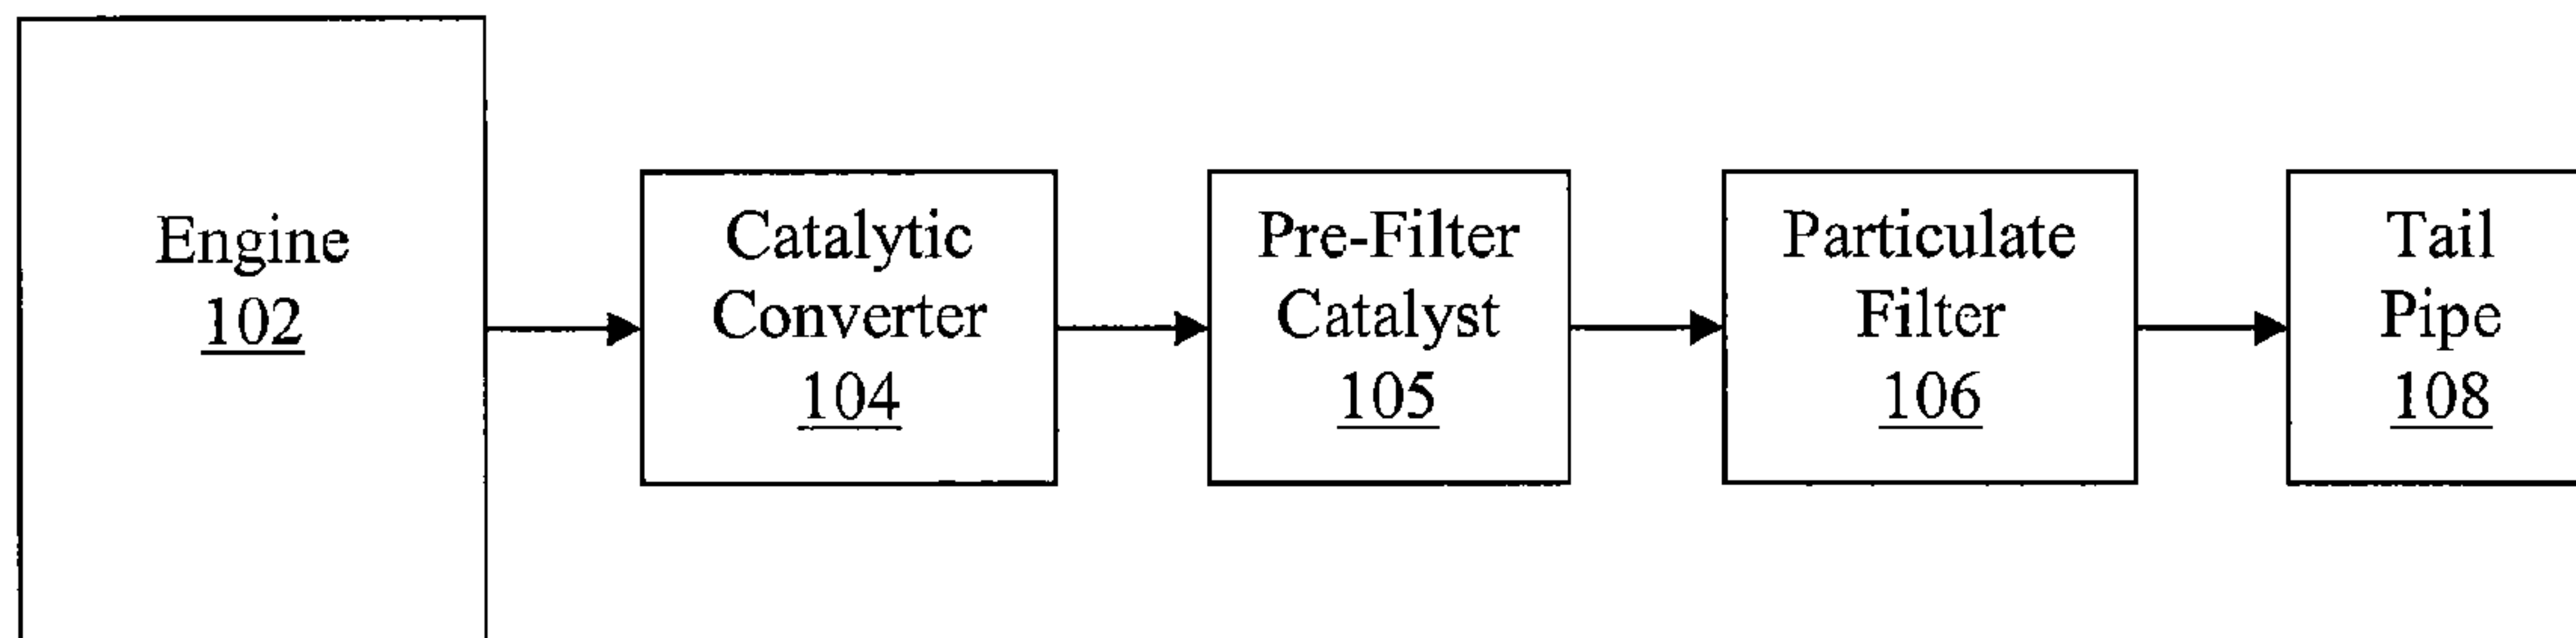 Engine
102
Catalytic
Converter
104
Pre-Filter
Catalyst
105
Particulate
Filter
106
Tail
Pipe
108